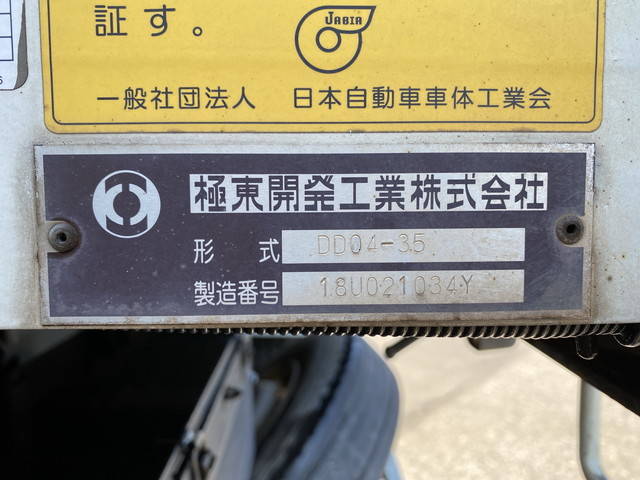 証す。
JABIA
一般社団法人 日本自動車車体工業会
極東開発工業株式会社
形式 DD04-35
製造番号 18U021034Y